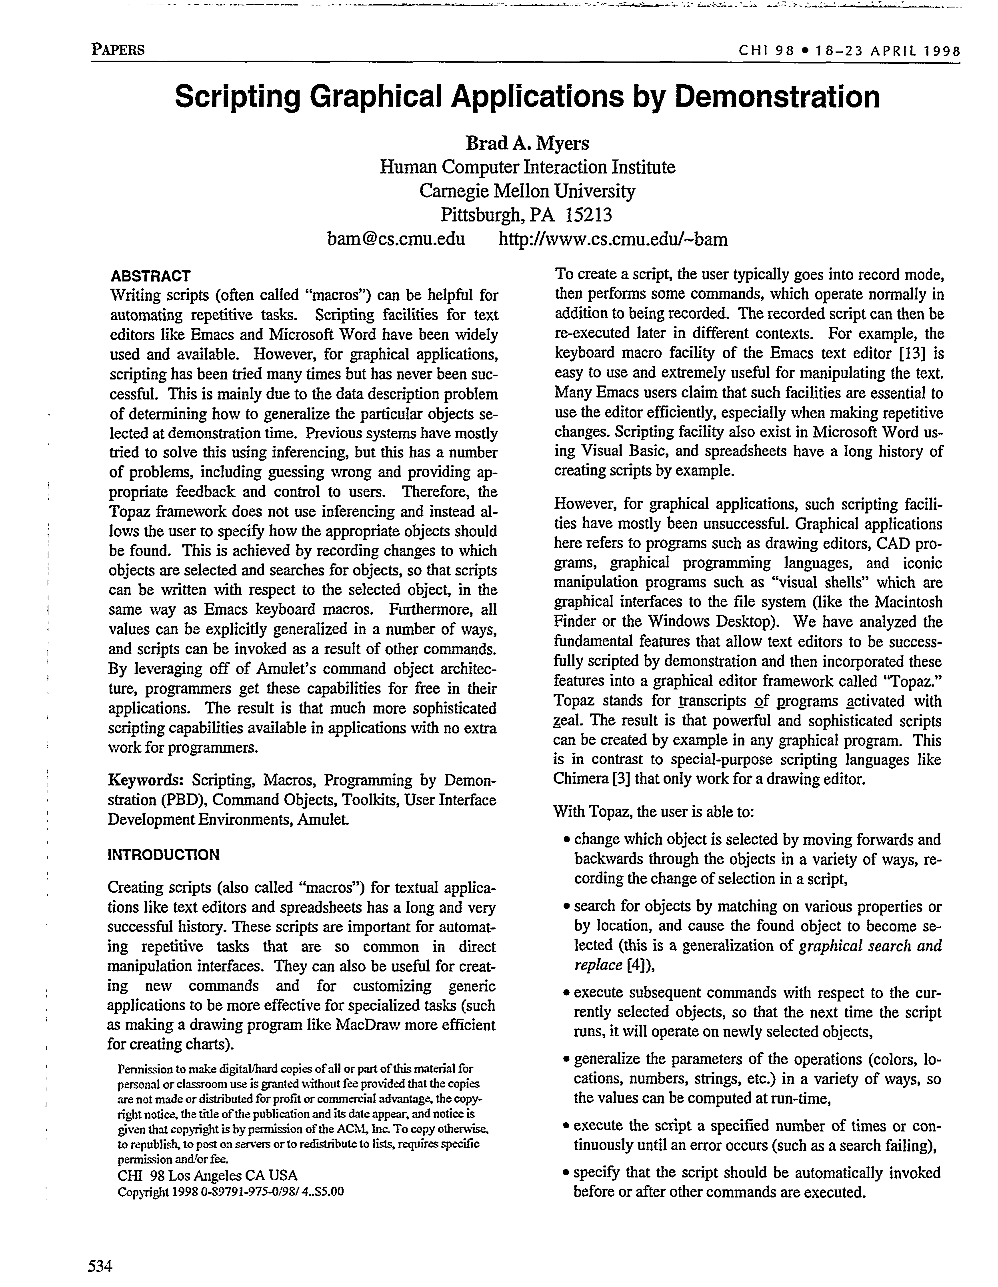 PAPERS
CHI 98 • 18-23 APRIL 1998
Scripting Graphical Applications by Demonstration
Brad A. Myers
Human Computer Interaction Institute
Carnegie Mellon University
Pittsburgh, PA 15213
bam@cs.cmu.edu http://www.cs.cmu.edu/~bam
ABSTRACT
Writing scripts (often called “macros”) can be helpful for
automating repetitive tasks. Scripting facilities for text
editors like Emacs and Microsoft Word have been widely
used and available. However, for graphical applications,
scripting has been tried many times but has never been suc-
cessful. This is mainly due to the data description problem
of determining how to generalize the particular objects se-
lected at demonstration time. Previous systems have mostly
tried to solve this using inferencing, but this has a number
of problems, including guessing wrong and providing ap-
propriate feedback and control to users. Therefore, the
Topaz framework does not use inferencing and instead al-
lows the user to specify how the appropriate objects should
be found. This is achieved by recording changes to which
objects are selected and searches for objects, so that scripts
can be written with respect to the selected object, in the
same way as Emacs keyboard macros. Furthermore, all
values can be explicitly generalized in a number of ways,
and scripts can be invoked as a result of other commands.
By leveraging off of Amulet’s command object architec-
ture, programmers get these capabilities for free in their
applications. The result is that much more sophisticated
scripting capabilities available in applications with no extra
work for programmers.
Keywords: Scripting, Macros, Programming by Demon-
stration (PBD), Command Objects, Toolkits, User Interface
Development Environments, Amulet.
INTRODUCTION
Creating scripts (also called “macros”) for textual applica-
tions like text editors and spreadsheets has a long and very
successful history. These scripts are important for automat-
ing repetitive tasks that are so common in direct
manipulation interfaces. They can also be useful for creat-
ing new commands and for customizing generic
applications to be more effective for specialized tasks (such
as making a drawing program like MacDraw more efficient
for creating charts).
Permission to make digital/hard copies of all or part of this material for
personal or classroom use is granted without fee provided that the copies
are not made or distributed for profit or commercial advantage, the copy-
right notice, the title of the publication and its date appear, and notice is
given that copyright is by permission of the ACM, Inc. To copy otherwise,
to republish, to post on servers or to redistribute to lists, requires specific
permission and/or fee.
CHI 98 Los Angeles CA USA
Copyright 1998 0-89791-975-0/98/ 4..$5.00
To create a script, the user typically goes into record mode,
then performs some commands, which operate normally in
addition to being recorded. The recorded script can then be
re-executed later in different contexts. For example, the
keyboard macro facility of the Emacs text editor [13] is
easy to use and extremely useful for manipulating the text.
Many Emacs users claim that such facilities are essential to
use the editor efficiently, especially when making repetitive
changes. Scripting facility also exist in Microsoft Word us-
ing Visual Basic, and spreadsheets have a long history of
creating scripts by example.
However, for graphical applications, such scripting facili-
ties have mostly been unsuccessful. Graphical applications
here refers to programs such as drawing editors, CAD pro-
grams, graphical programming languages, and iconic
manipulation programs such as “visual shells” which are
graphical interfaces to the file system (like the Macintosh
Finder or the Windows Desktop). We have analyzed the
fundamental features that allow text editors to be success-
fully scripted by demonstration and then incorporated these
features into a graphical editor framework called “Topaz.”
Topaz stands for transcripts of programs activated with
zeal. The result is that powerful and sophisticated scripts
can be created by example in any graphical program. This
is in contrast to special-purpose scripting languages like
Chimera [3] that only work for a drawing editor.
With Topaz, the user is able to:
• change which object is selected by moving forwards and
backwards through the objects in a variety of ways, re-
cording the change of selection in a script,
• search for objects by matching on various properties or
by location, and cause the found object to become se-
lected (this is a generalization of graphical search and
replace [4]),
• execute subsequent commands with respect to the cur-
rently selected objects, so that the next time the script
runs, it will operate on newly selected objects,
• generalize the parameters of the operations (colors, lo-
cations, numbers, strings, etc.) in a variety of ways, so
the values can be computed at run-time,
• execute the script a specified number of times or con-
tinuously until an error occurs (such as a search failing),
• specify that the script should be automatically invoked
before or after other commands are executed.
534